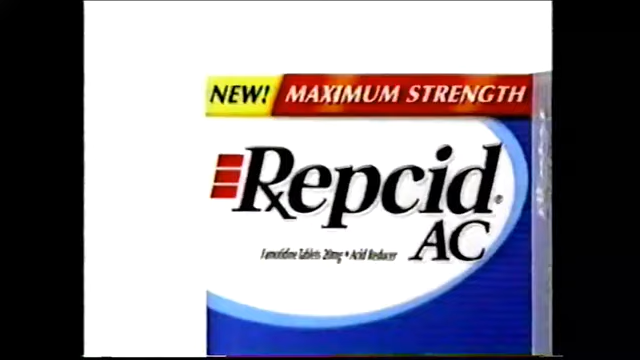 NEW! MAXIMUM STRENGTH
Repcid®
AC
Famotidine Tablets 20mg • Acid Reducer